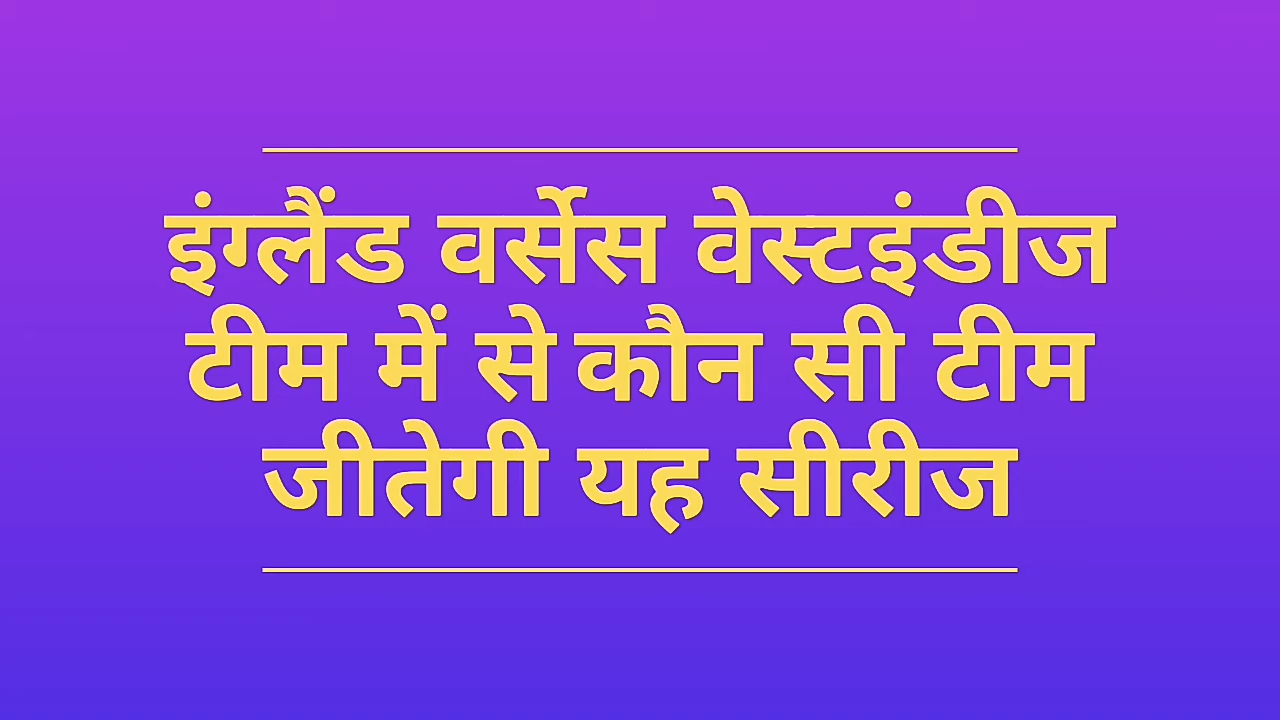 इंग्लैंड वर्सेस वेस्टइंडीज
टीम में से कौन सी टीम
जीतेगी यह सीरीज